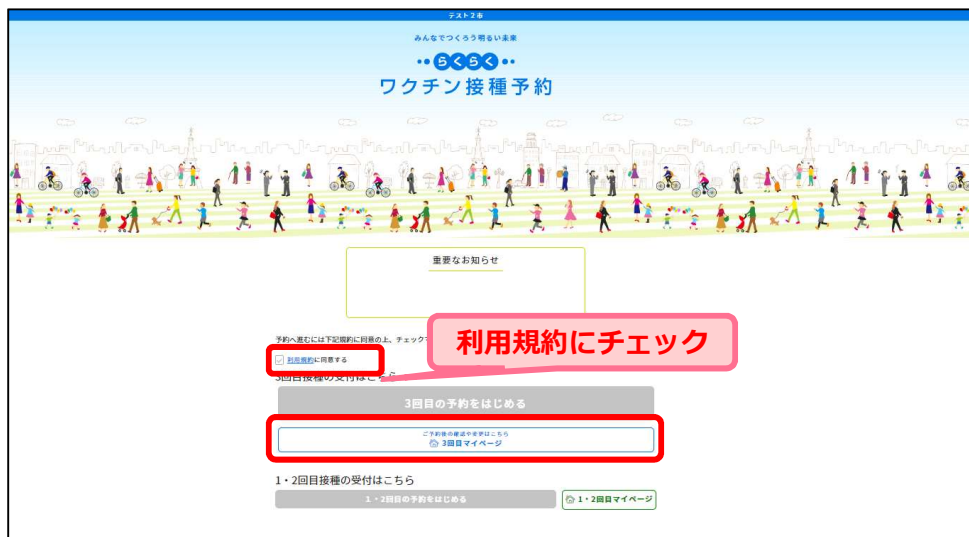 テスト2市
みんなでつくろう明るい未来
らくらく
ワクチン接種予約
重要なお知らせ
予約へ進むには下記規約に同意の上、チェック
利用規約にチェック
利用規約に同意する
3回目接種の受付はこちら
3回目の予約をはじめる
ご予約後の確認や変更はこちら
3回目マイページ
1・2回目接種の受付はこちら
1・2回目の予約をはじめる
1・2回目マイページ